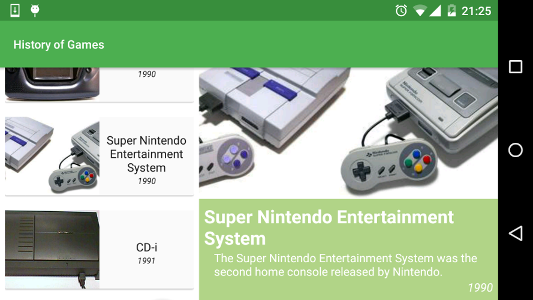 21:25
History of Games
1990
Super Nintendo
Entertainment
System
1990
CD-i
1991
Super Nintendo Entertainment
System
The Super Nintendo Entertainment System was the
second home console released by Nintendo.
1990